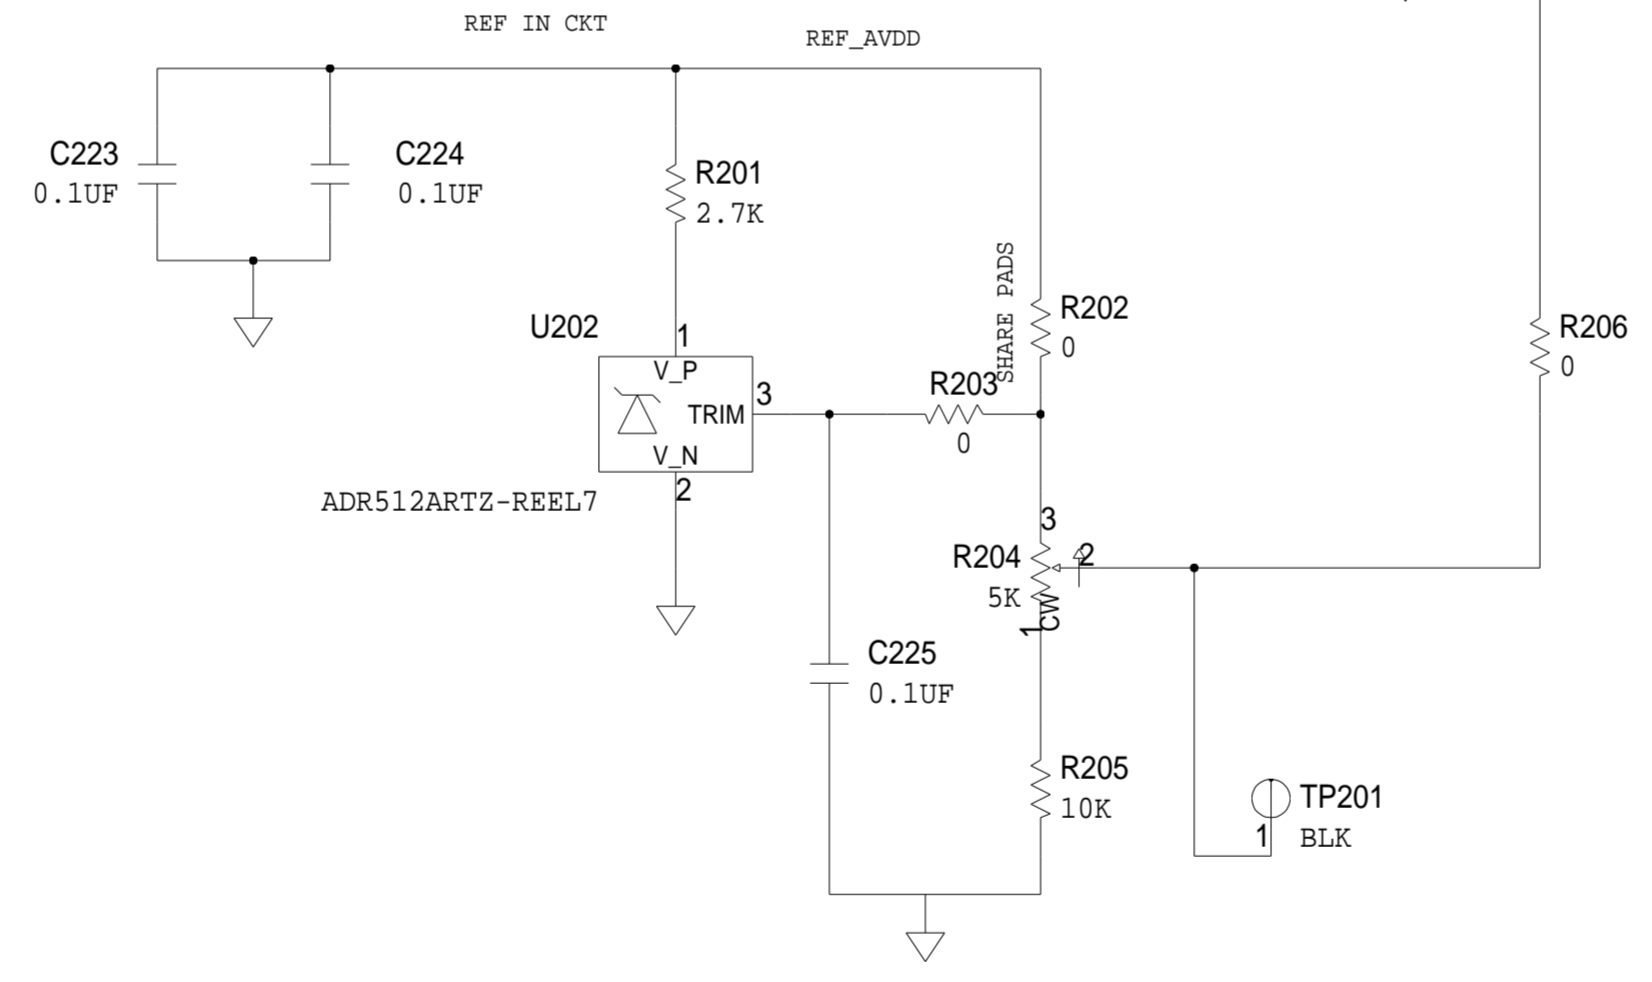 REF IN CKT
REF_AVDD
C223
0.1UF
C224
0.1UF
R201
2.7K
SHARE PADS
R202
0
R206
0
U202
1
V_P
TRIM
3
V_N
2
ADR512ARTZ-REEL7
R203
0
3
R204
5K
2
CW
1
C225
0.1UF
R205
10K
TP201
1
BLK